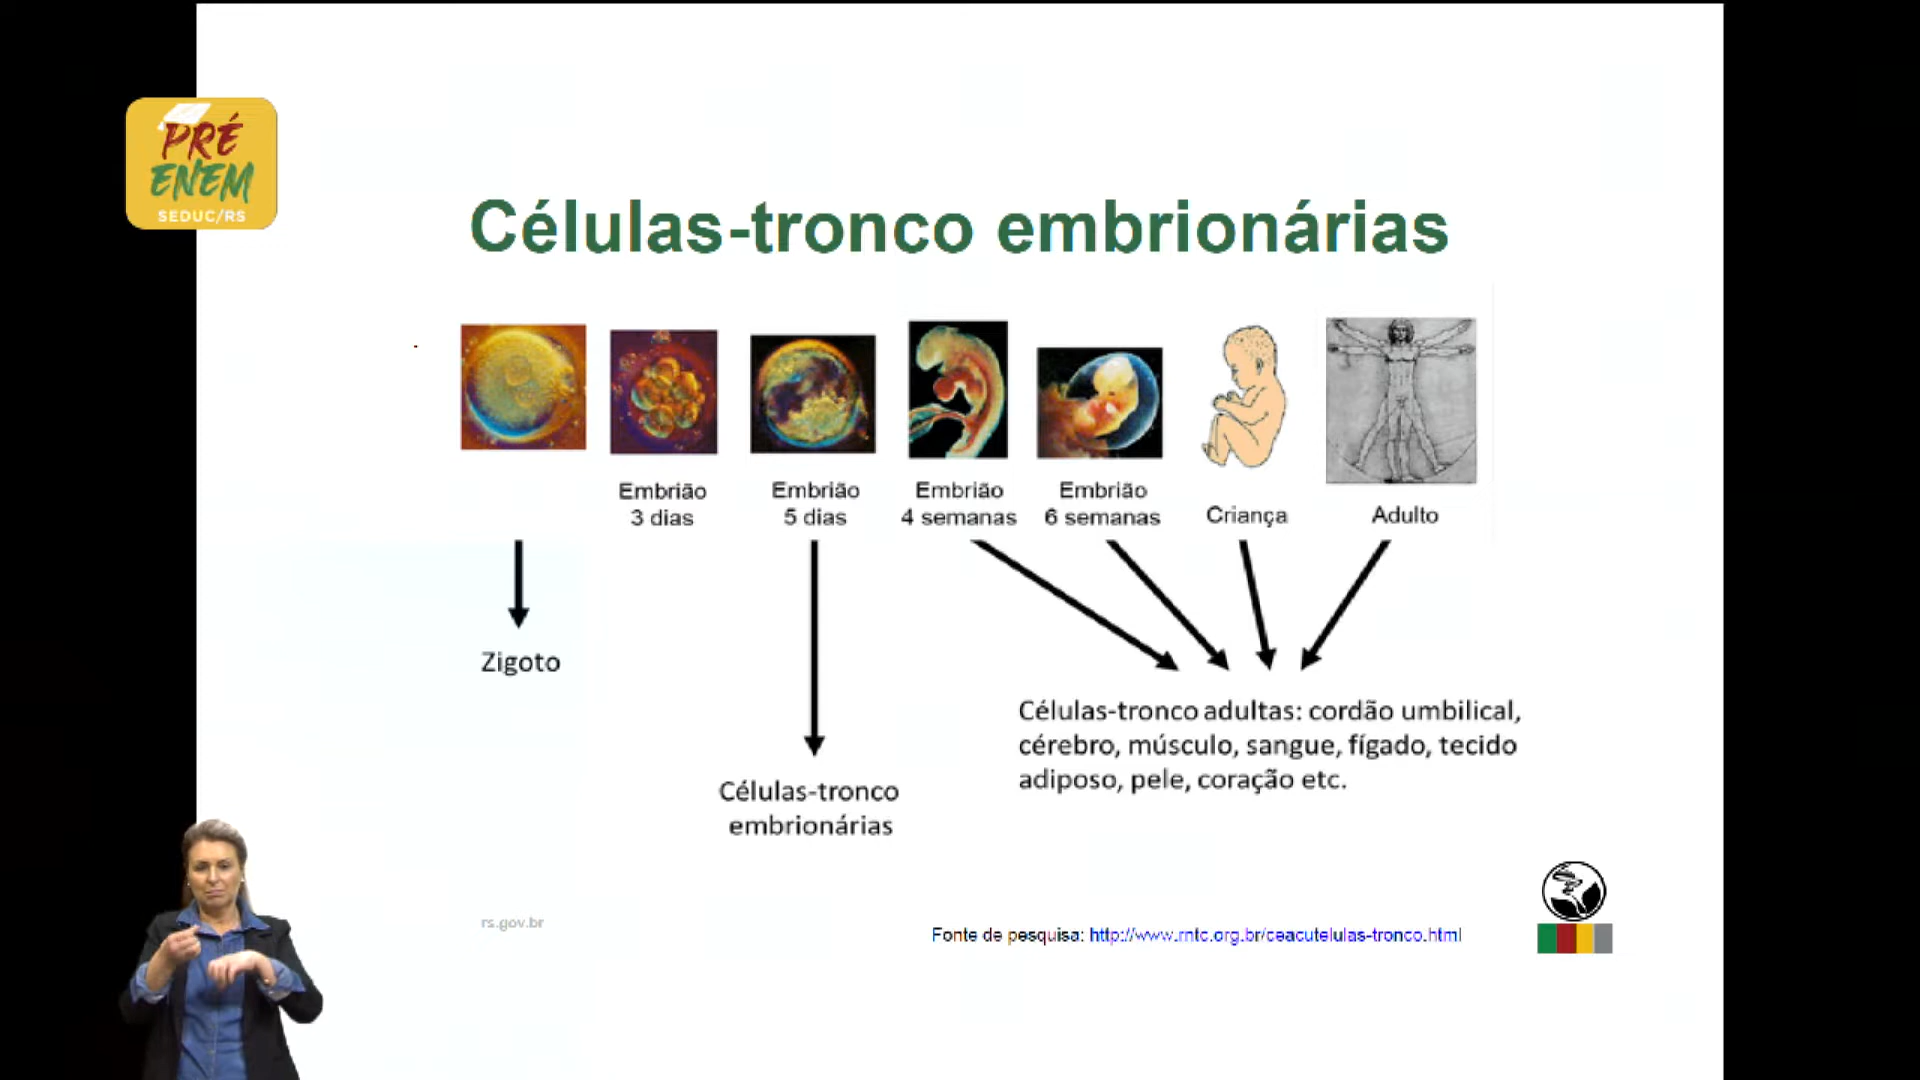 PRÉ
ENEM
SEDUC/RS
Células-tronco embrionárias
Embrião
3 dias
Embrião
5 dias
Embrião
4 semanas
Embrião
6 semanas
Criança
Adulto
Zigoto
Células-tronco
embrionárias
Células-tronco adultas: cordão umbilical,
cérebro, músculo, sangue, fígado, tecido
adiposo, pele, coração etc.
rs.gov.br
Fonte de pesquisa: http://www.rntc.org.br/ceacutelulas-tronco.html